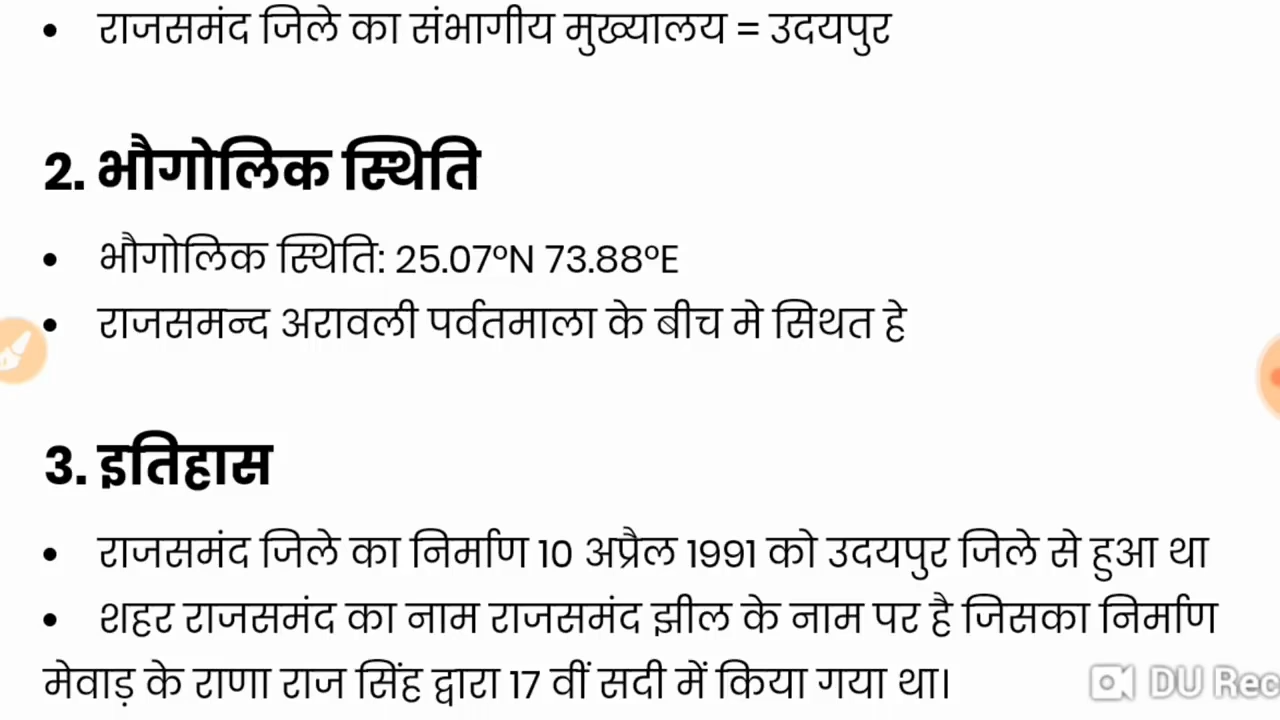 • राजसमंद जिले का संभागीय मुख्यालय = उदयपुर
2. भौगोलिक स्थिति
• भौगोलिक स्थिति: 25.07°N 73.88°E
• राजसमन्द अरावली पर्वतमाला के बीच मे सिथत हे
3. इतिहास
• राजसमंद जिले का निर्माण 10 अप्रैल 1991 को उदयपुर जिले से हुआ था
• शहर राजसमंद का नाम राजसमंद झील के नाम पर है जिसका निर्माण
मेवाड़ के राणा राज सिंह द्वारा 17 वीं सदी में किया गया था।
DU Rec